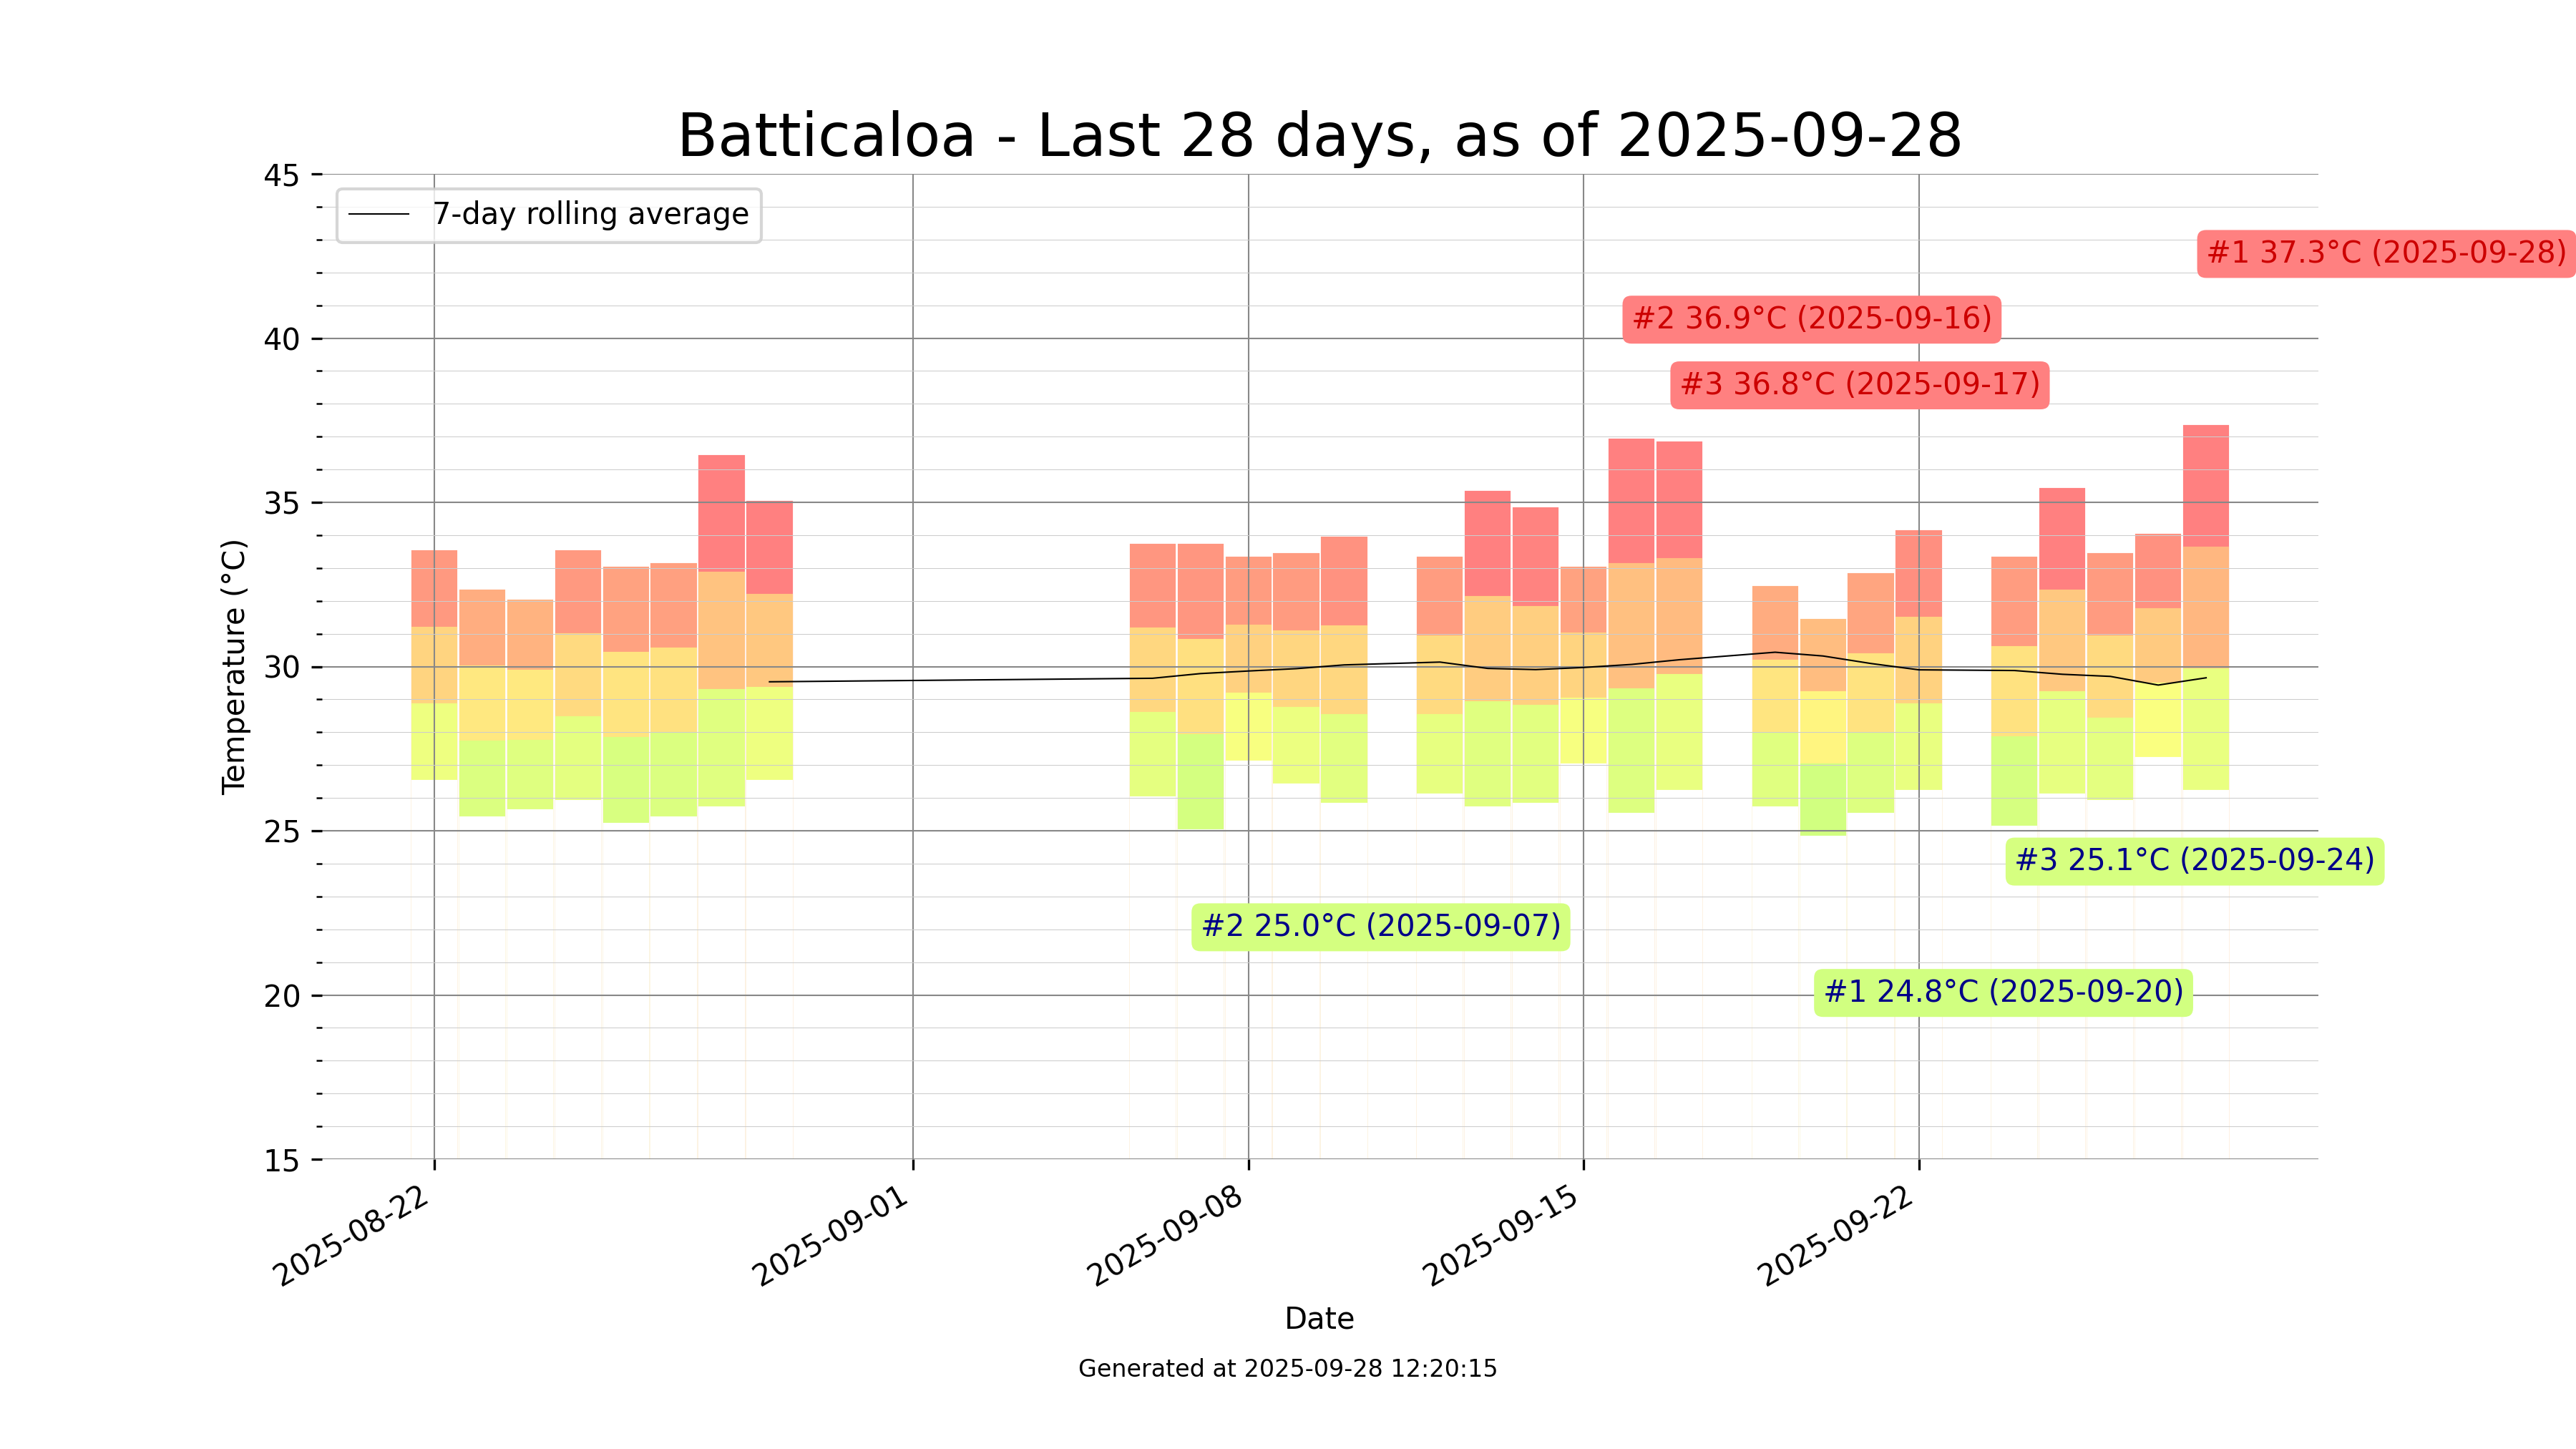 Batticaloa - Last 28 days, as of 2025-09-28
7-day rolling average
#1 37.3°C (2025-09-28)
#2 36.9°C (2025-09-16)
#3 36.8°C (2025-09-17)
#3 25.1°C (2025-09-24)
#2 25.0°C (2025-09-07)
#1 24.8°C (2025-09-20)
Temperature (°C)
45
40
35
30
25
20
15
2025-08-22
2025-09-01
2025-09-08
2025-09-15
2025-09-22
Date
Generated at 2025-09-28 12:20:15